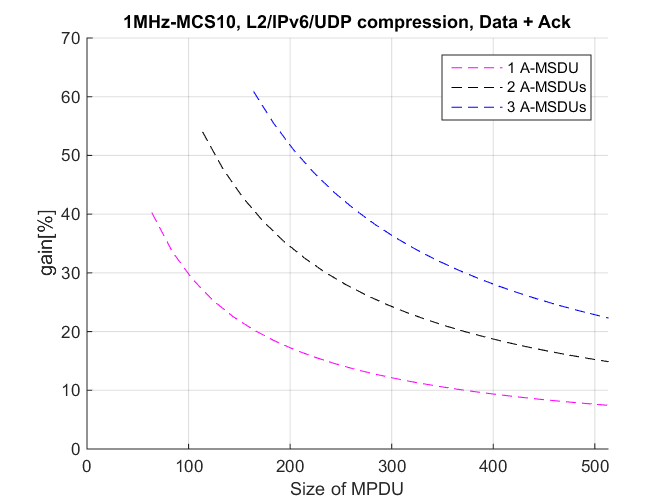 1MHz-MCS10, L2/IPv6/UDP compression, Data + Ack
70
60
50
40
30
20
10
0
gain[%]
1 A-MSDU
2 A-MSDUs
3 A-MSDUs
0 100 200 300 400 500
Size of MPDU